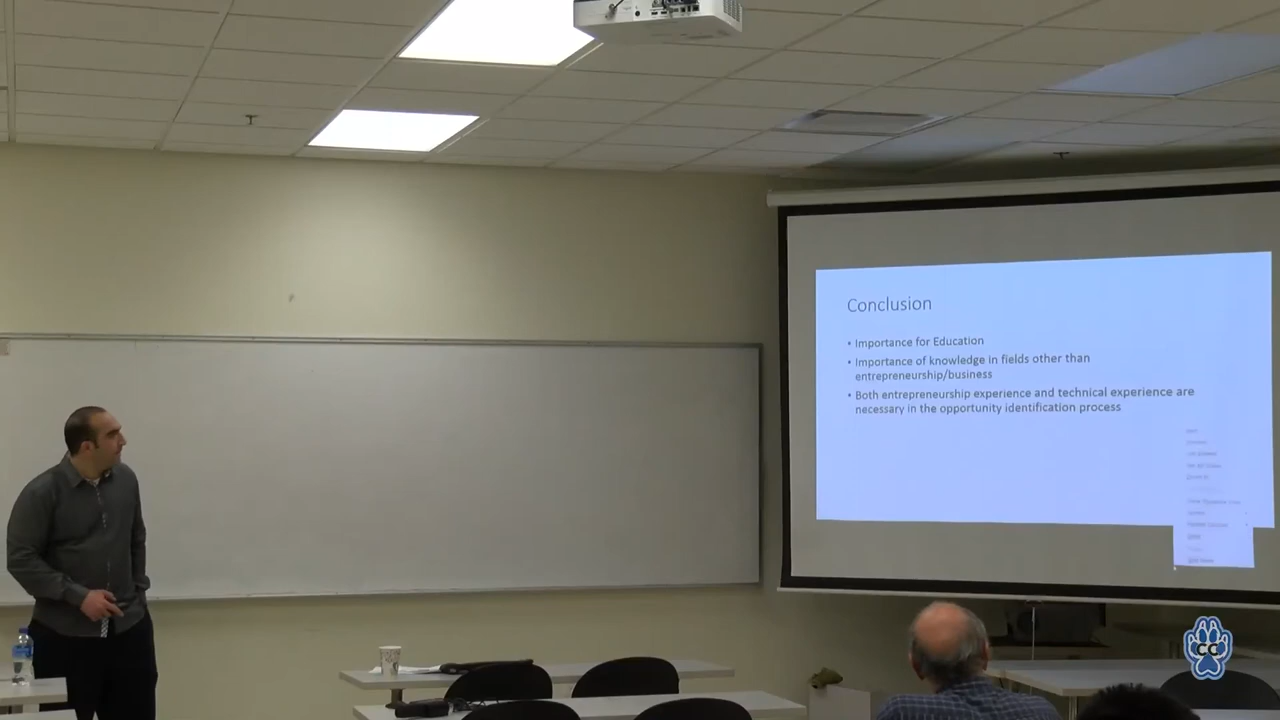 Conclusion
• Importance for Education
• Importance of knowledge in fields other than
entrepreneurship/business
• Both entrepreneurship experience and technical experience are
necessary in the opportunity identification process
CC